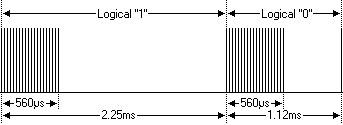 Logical "1" Logical "0"
560µs 560µs
2.25ms 1.12ms